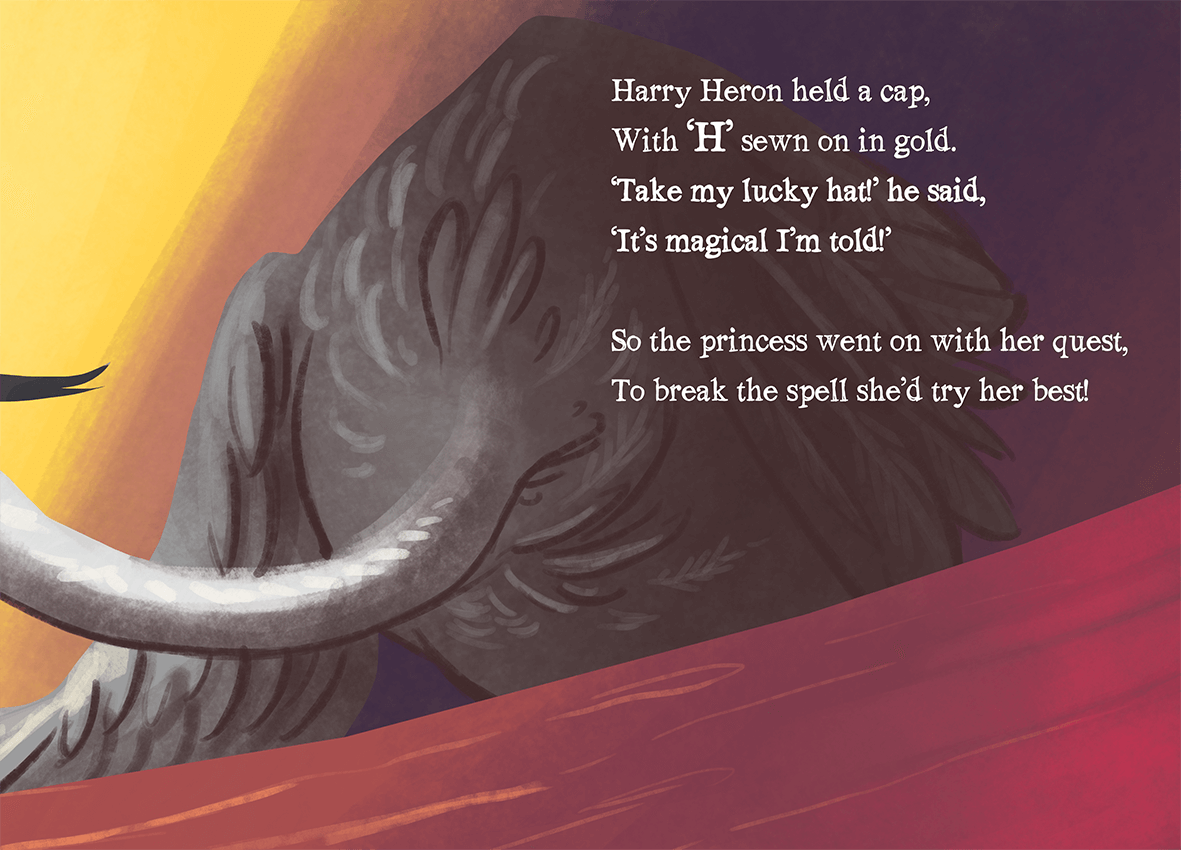 Harry Heron held a cap,
With ‘H’ sewn on in gold.
‘Take my lucky hat!’ he said,
‘It’s magical I’m told!’
So the princess went on with her quest,
To break the spell she’d try her best!